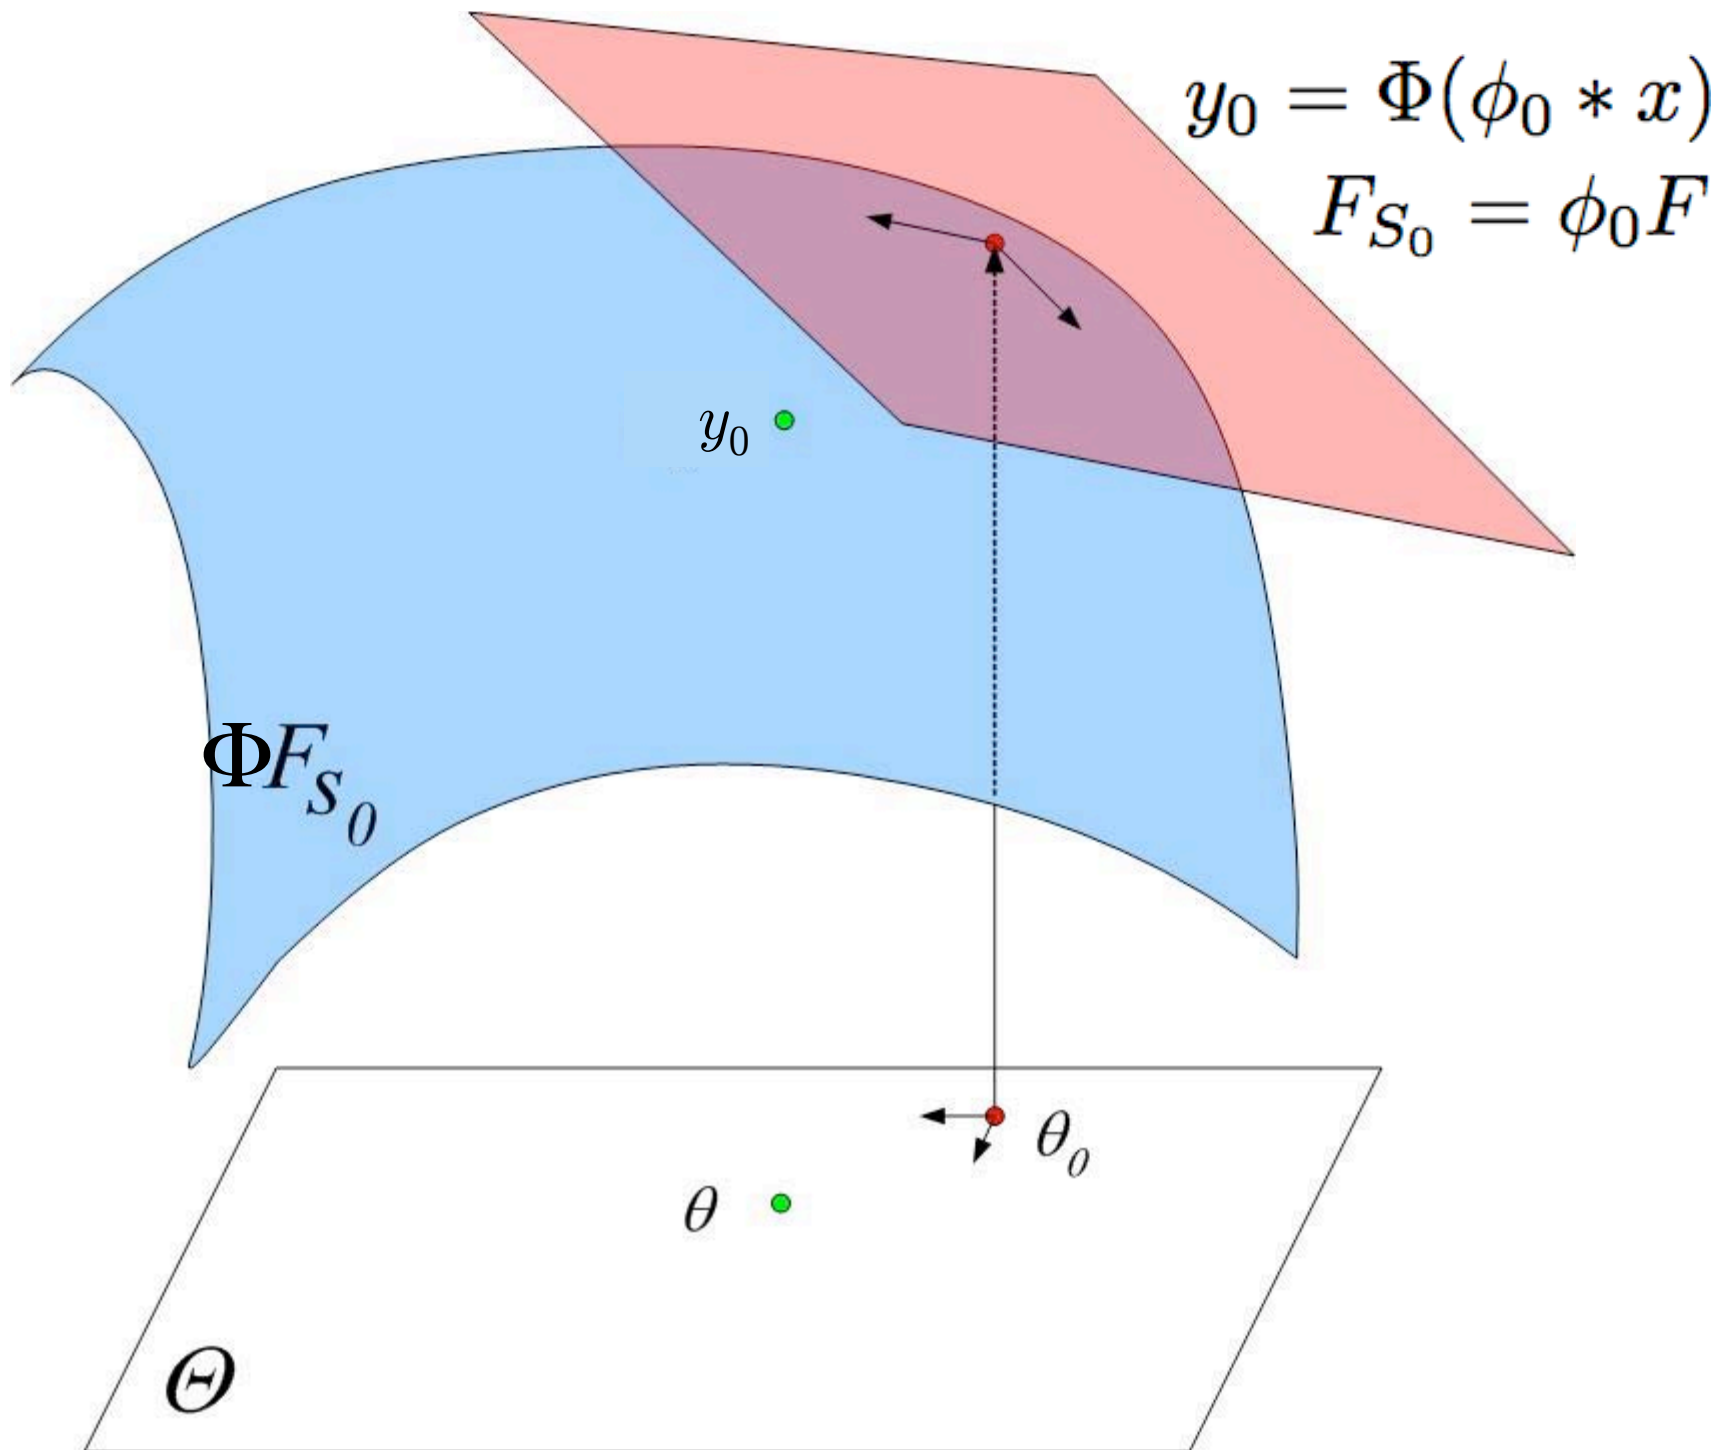 y₀ = Φ(ϕ₀ * x)
F_{S₀} = ϕ₀F
y₀
ΦF_{S₀}
θ₀
θ
Θ